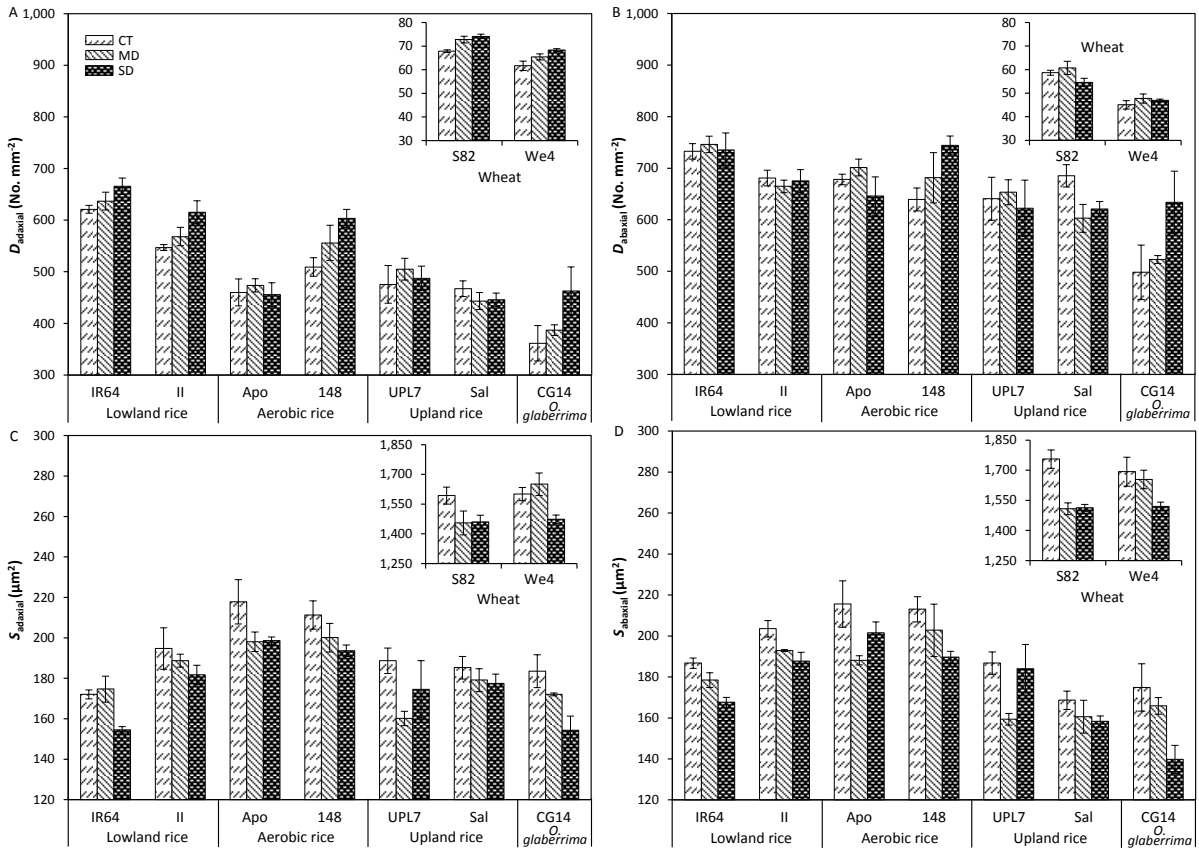 A
1,000
900
800
700
600
500
400
300
D adaxial (No. mm-2)
CT
MD
SD
80
70
60
50
40
30
S82 We4
Wheat
IR64 II Apo 148 UPL7 Sal CG14
Lowland rice Aerobic rice Upland rice O. glaberrima
B
1,000
900
800
700
600
500
400
300
D abaxial (No. mm-2)
80
70
60
50
40
30
Wheat
S82 We4
IR64 II Apo 148 UPL7 Sal CG14
Lowland rice Aerobic rice Upland rice O. glaberrima
C
300
280
260
240
220
200
180
160
140
120
S adaxial (µm2)
1,850
1,700
1,550
1,400
1,250
S82 We4
Wheat
IR64 II Apo 148 UPL7 Sal CG14
Lowland rice Aerobic rice Upland rice O. glaberrima
D
300
280
260
240
220
200
180
160
140
120
S abaxial (µm2)
1,850
1,700
1,550
1,400
1,250
S82 We4
Wheat
IR64 II Apo 148 UPL7 Sal CG14
Lowland rice Aerobic rice Upland rice O. glaberrima